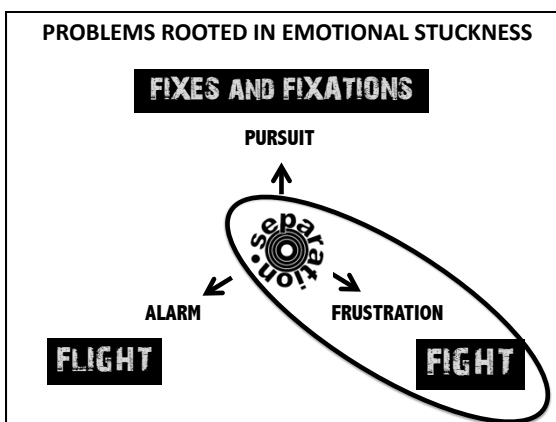 PROBLEMS ROOTED IN EMOTIONAL STUCKNESS
FIXES AND FIXATIONS
PURSUIT
separation
ALARM
FRUSTRATION
FLIGHT
FIGHT